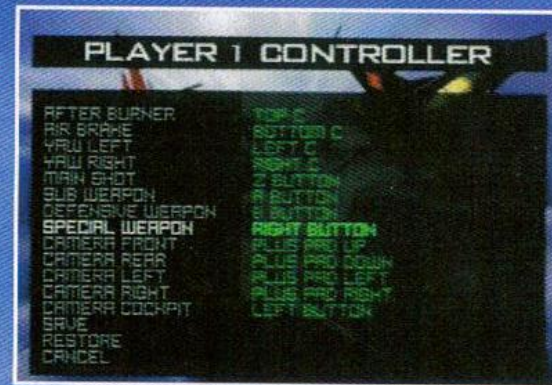 PLAYER 1 CONTROLLER
AFTER BURNER TOP C
AIR BRAKE BOTTOM C
YAW LEFT LEFT C
YAW RIGHT RIGHT C
MAIN SHOT Z BUTTON
SUB WEAPON A BUTTON
DEFENSIVE WEAPON B BUTTON
SPECIAL WEAPON RIGHT BUTTON
CAMERA FRONT PLUS PAD UP
CAMERA REAR PLUS PAD DOWN
CAMERA LEFT PLUS PAD LEFT
CAMERA RIGHT PLUS PAD RIGHT
CAMERA COCKPIT LEFT BUTTON
SAVE
RESTORE
CANCEL